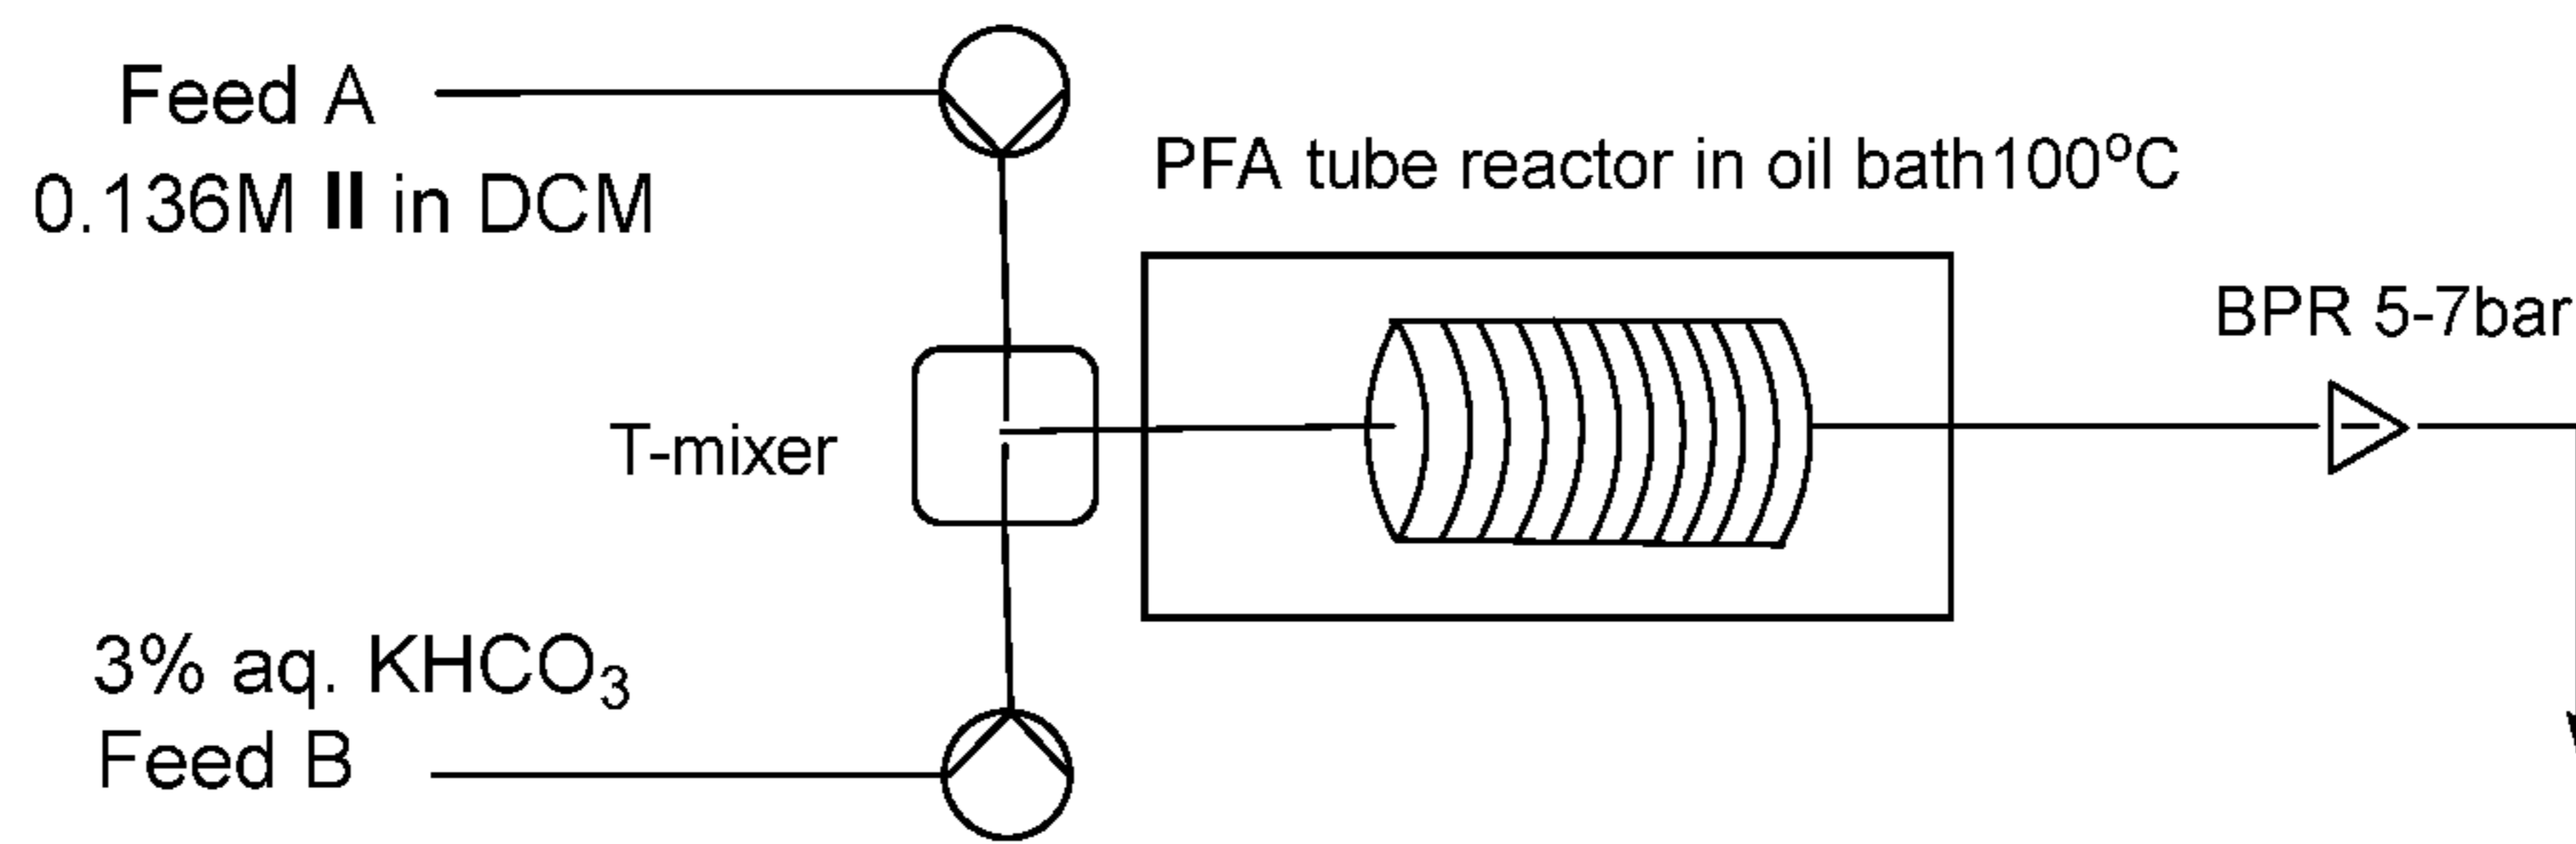 Feed A
0.136M II in DCM
PFA tube reactor in oil bath100°C
BPR 5-7bar
T-mixer
3% aq. KHCO₃
Feed B